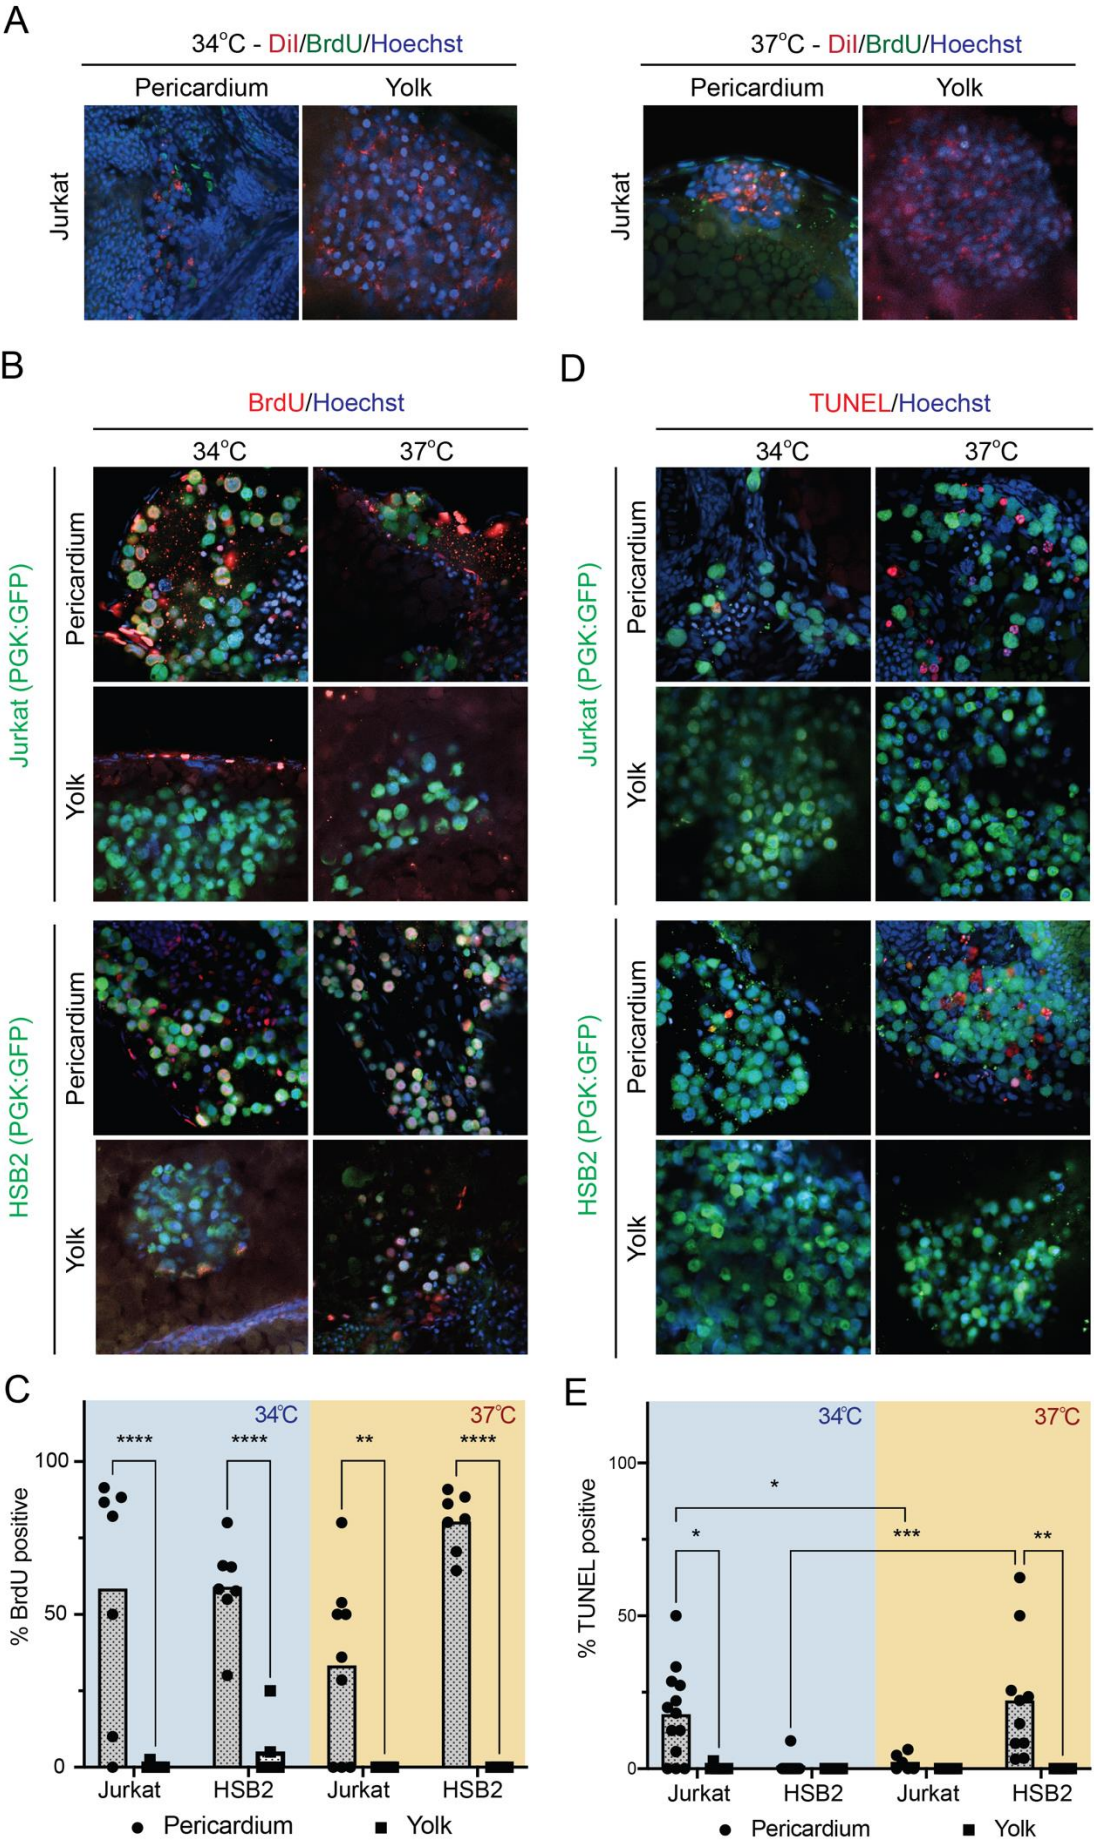 A
34°C - DiI/BrdU/Hoechst
37°C - DiI/BrdU/Hoechst
Pericardium
Yolk
Pericardium
Yolk
Jurkat
Jurkat
B
BrdU/Hoechst
34°C
37°C
Jurkat (PGK:GFP)
Pericardium
Yolk
HSB2 (PGK:GFP)
Pericardium
Yolk
D
TUNEL/Hoechst
34°C
37°C
Jurkat (PGK:GFP)
Pericardium
Yolk
HSB2 (PGK:GFP)
Pericardium
Yolk
C
34°C
37°C
**** **** ** ****
% BrdU positive
100
50
0
Jurkat HSB2 Jurkat HSB2
● Pericardium ■ Yolk
E
34°C
37°C
*
* *** **
% TUNEL positive
100
50
0
Jurkat HSB2 Jurkat HSB2
● Pericardium ■ Yolk